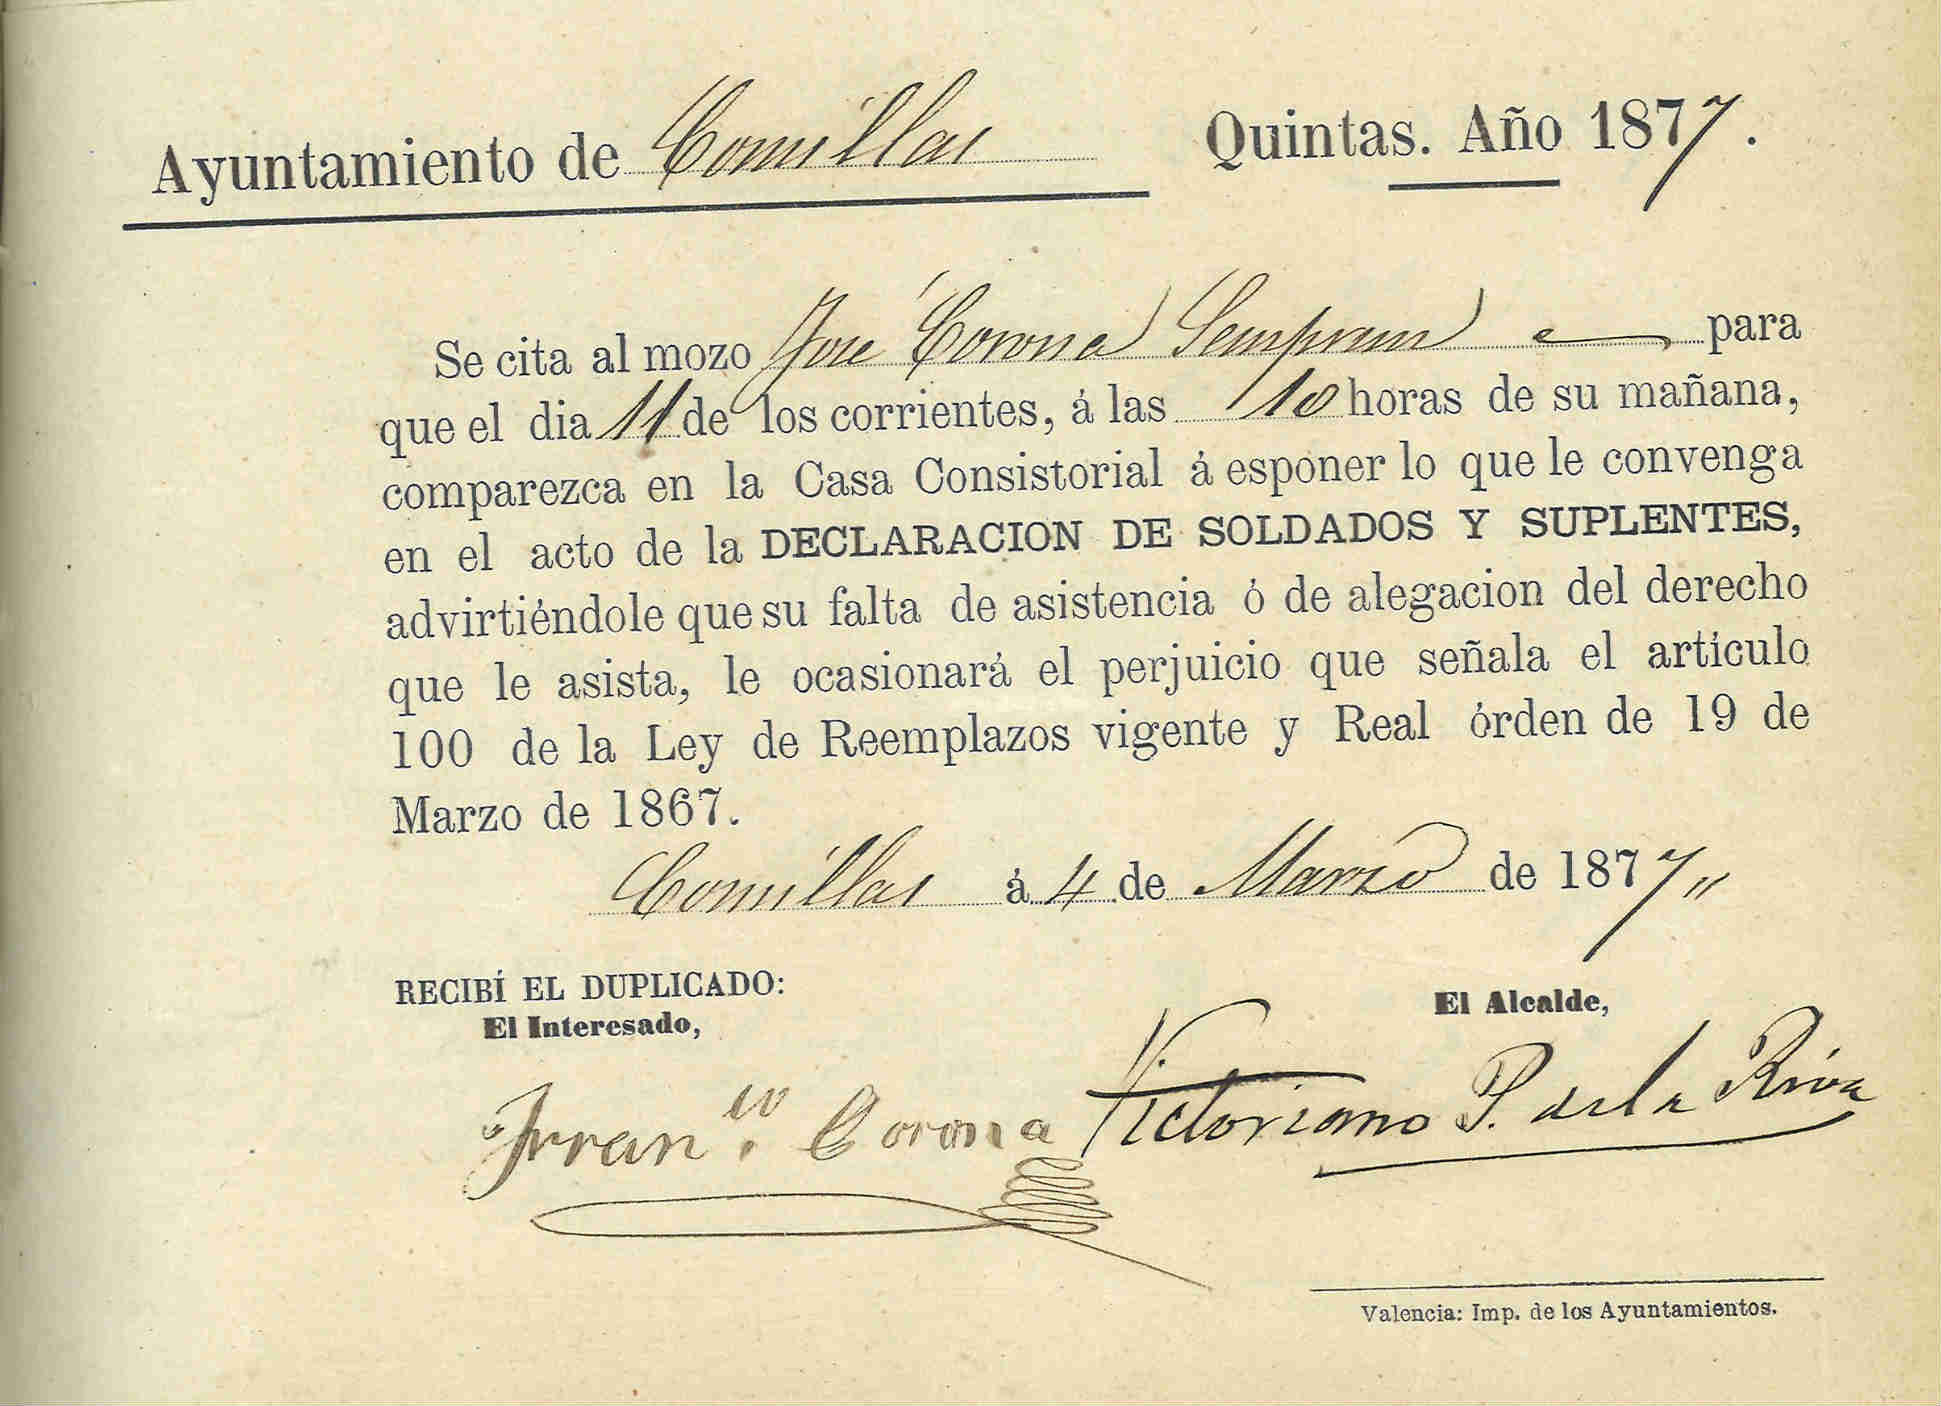 Ayuntamiento de Comillas Quintas. Año 1877.
Se cita al mozo José Corona Semprun para
que el dia 11 de los corrientes, á las 10 horas de su mañana,
comparezca en la Casa Consistorial á esponer lo que le convenga
en el acto de la DECLARACION DE SOLDADOS Y SUPLENTES,
advirtiéndole que su falta de asistencia ó de alegacion del derecho
que le asista, le ocasionará el perjuicio que señala el artículo
100 de la Ley de Reemplazos vigente y Real órden de 19 de
Marzo de 1867.
Comillas á 4 de Marzo de 1877
RECIBÍ EL DUPLICADO:
El Interesado,
El Alcalde,
Fran.co Corona
Victoriano P. de la Riva
Valencia: Imp. de los Ayuntamientos.